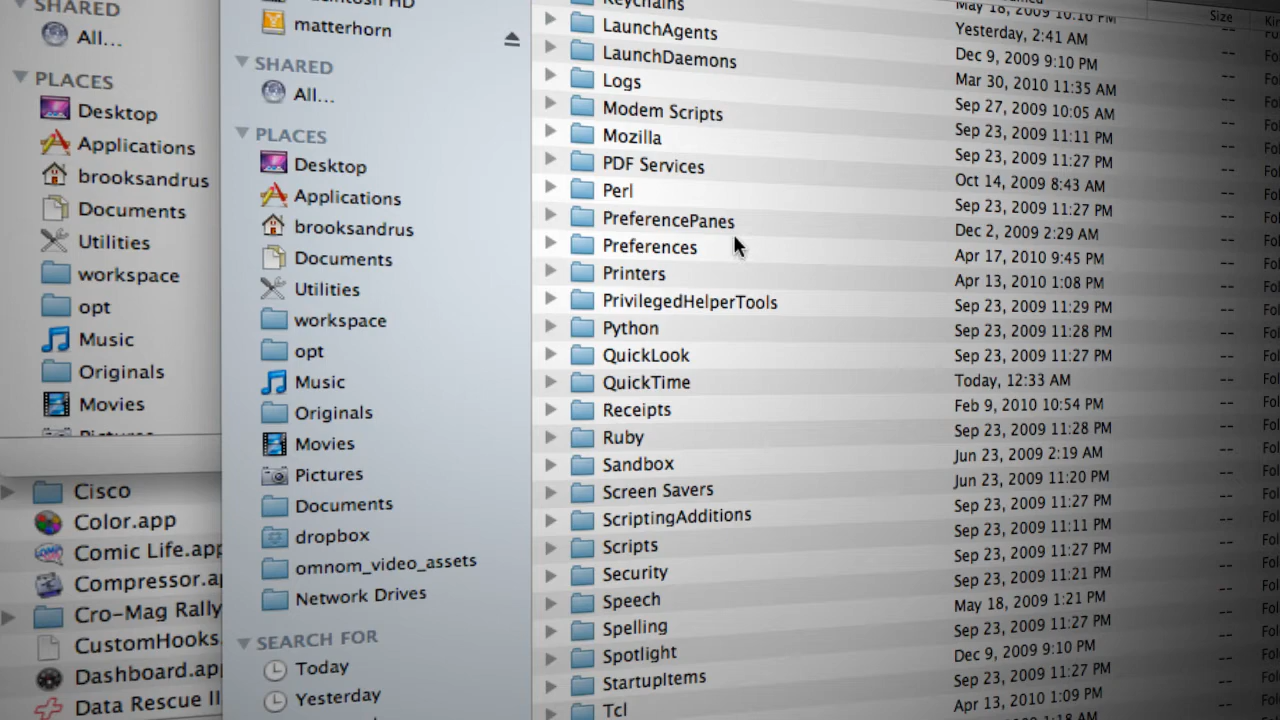 SHARED
All...
PLACES
Desktop
Applications
brooksandrus
Documents
Utilities
workspace
opt
Music
Originals
Movies
Pictures
Cisco
Color.app
Comic Life.app
Compressor.ap
Cro-Mag Rally
CustomHooks
Dashboard.app
Data Rescue II
Macintosh HD
matterhorn
SHARED
All...
PLACES
Desktop
Applications
brooksandrus
Documents
Utilities
workspace
opt
Music
Originals
Movies
Pictures
Documents
dropbox
omnom_video_assets
Network Drives
SEARCH FOR
Today
Yesterday
Size
Keychains May 18, 2009 10:16 PM
LaunchAgents Yesterday, 2:41 AM --
LaunchDaemons Dec 9, 2009 9:10 PM --
Logs Mar 30, 2010 11:35 AM --
Modem Scripts Sep 27, 2009 10:05 AM --
Mozilla Sep 23, 2009 11:11 PM --
PDF Services Sep 23, 2009 11:27 PM --
Perl Oct 14, 2009 8:43 AM --
PreferencePanes Sep 23, 2009 11:27 PM --
Preferences Dec 2, 2009 2:29 AM --
Printers Apr 17, 2010 9:45 PM --
PrivilegedHelperTools Apr 13, 2010 1:08 PM --
Python Sep 23, 2009 11:29 PM --
QuickLook Sep 23, 2009 11:28 PM --
QuickTime Sep 23, 2009 11:27 PM --
Receipts Today, 12:33 AM --
Ruby Feb 9, 2010 10:54 PM --
Sandbox Sep 23, 2009 11:28 PM --
Screen Savers Jun 23, 2009 2:19 AM --
ScriptingAdditions Jun 23, 2009 11:20 PM --
Scripts Sep 23, 2009 11:27 PM --
Security Sep 23, 2009 11:11 PM --
Speech Sep 23, 2009 11:27 PM --
Spelling Sep 23, 2009 11:21 PM --
Spotlight May 18, 2009 1:21 PM --
StartupItems Sep 23, 2009 11:27 PM --
Tcl Dec 9, 2009 9:10 PM --
Sep 23, 2009 11:27 PM --
Apr 13, 2010 1:09 PM --